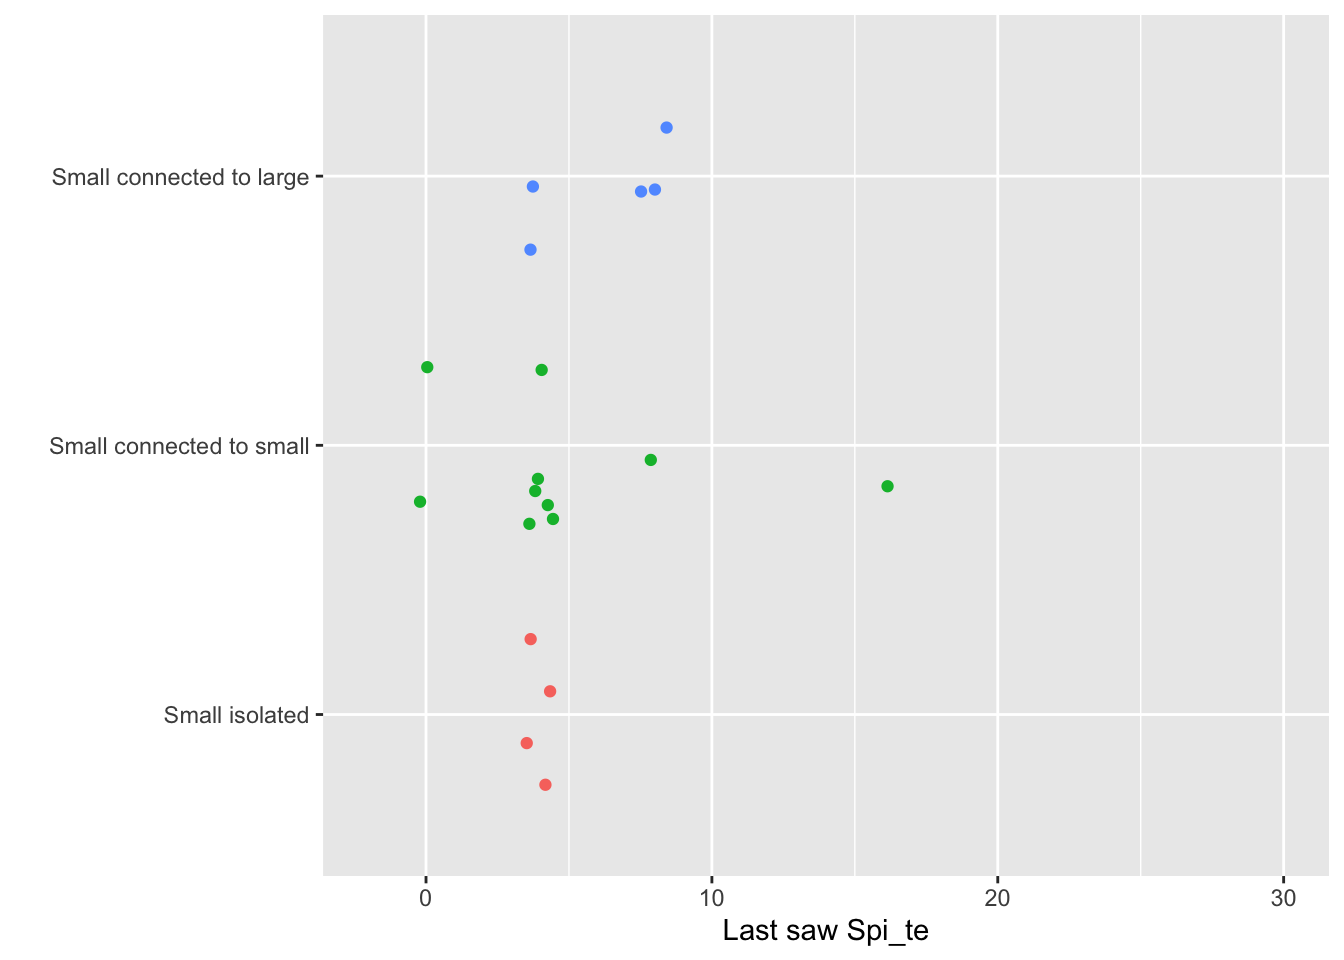 Small connected to large
Small connected to small
Small isolated
0 10 20 30
Last saw Spi_te